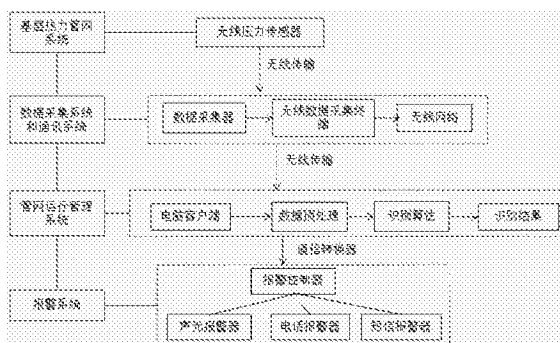 基层热力管网
系统
无线压力传感器
无线传输
数据采集系统
和通讯系统
数据采集器
无线数据采集终
端
无线网络
无线传输
管网运行管理
系统
电脑客户端
数据预处理
识别算法
识别结果
通信转换器
报警系统
报警控制器
声光报警器
电话报警器
短信报警器